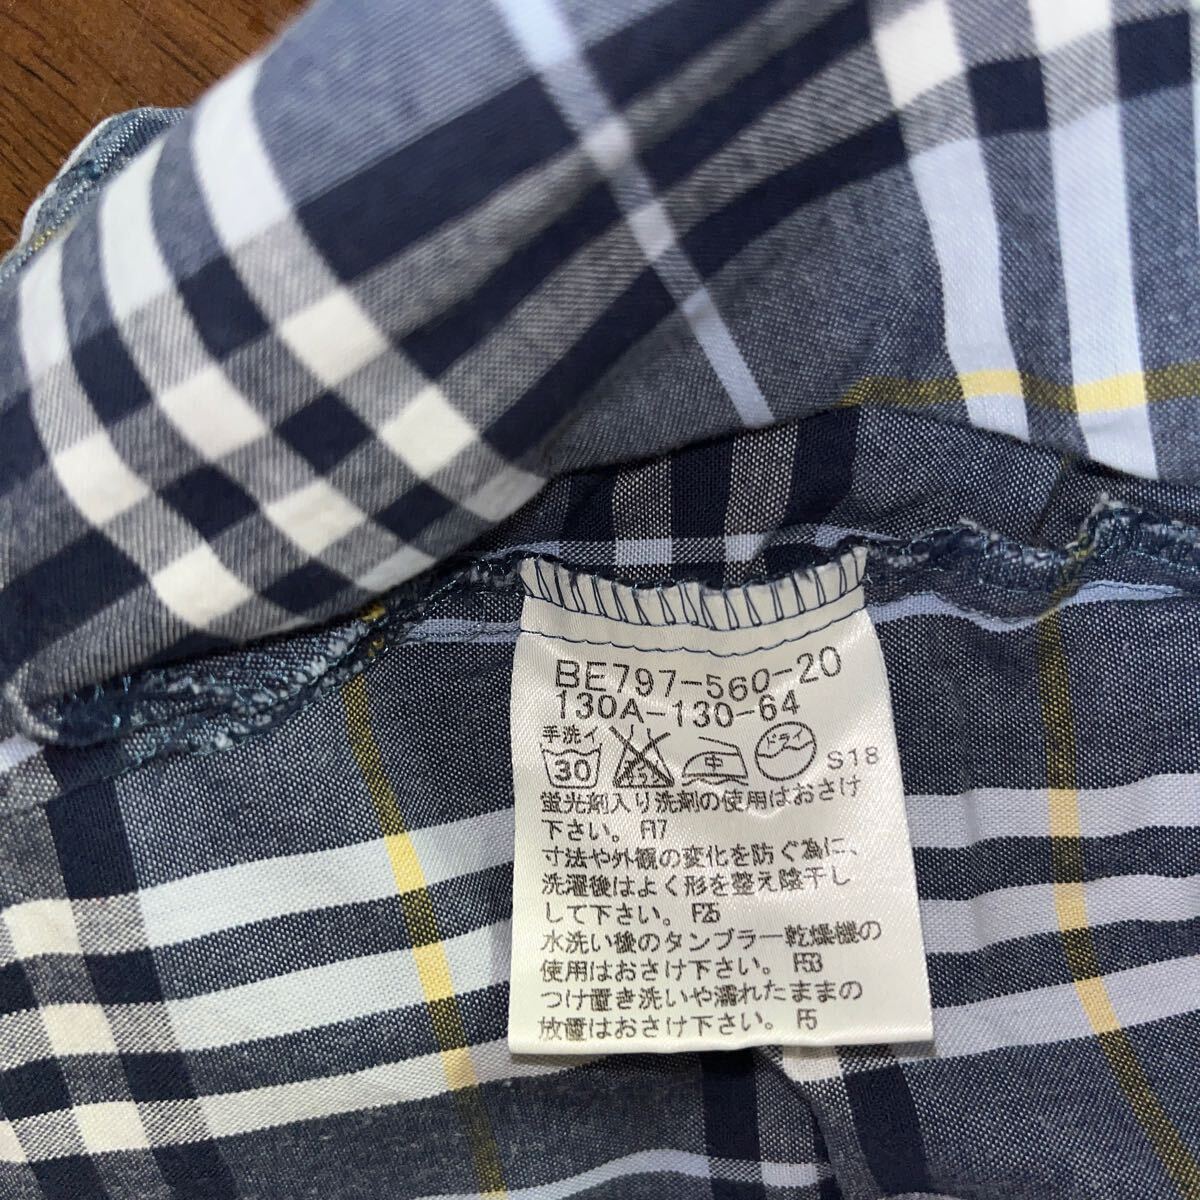 BE797-560-20
130A-130-64
手洗イ
30
中
ドライ
S18
蛍光剤入り洗剤の使用はおさけ
下さい。 F17
寸法や外観の変化を防ぐ為に、
洗濯後はよく形を整え陰干し
して下さい。 F25
水洗い後のタンブラー乾燥機の
使用はおさけ下さい。 F53
つけ置き洗いや濡れたままの
放置はおさけ下さい。 F5